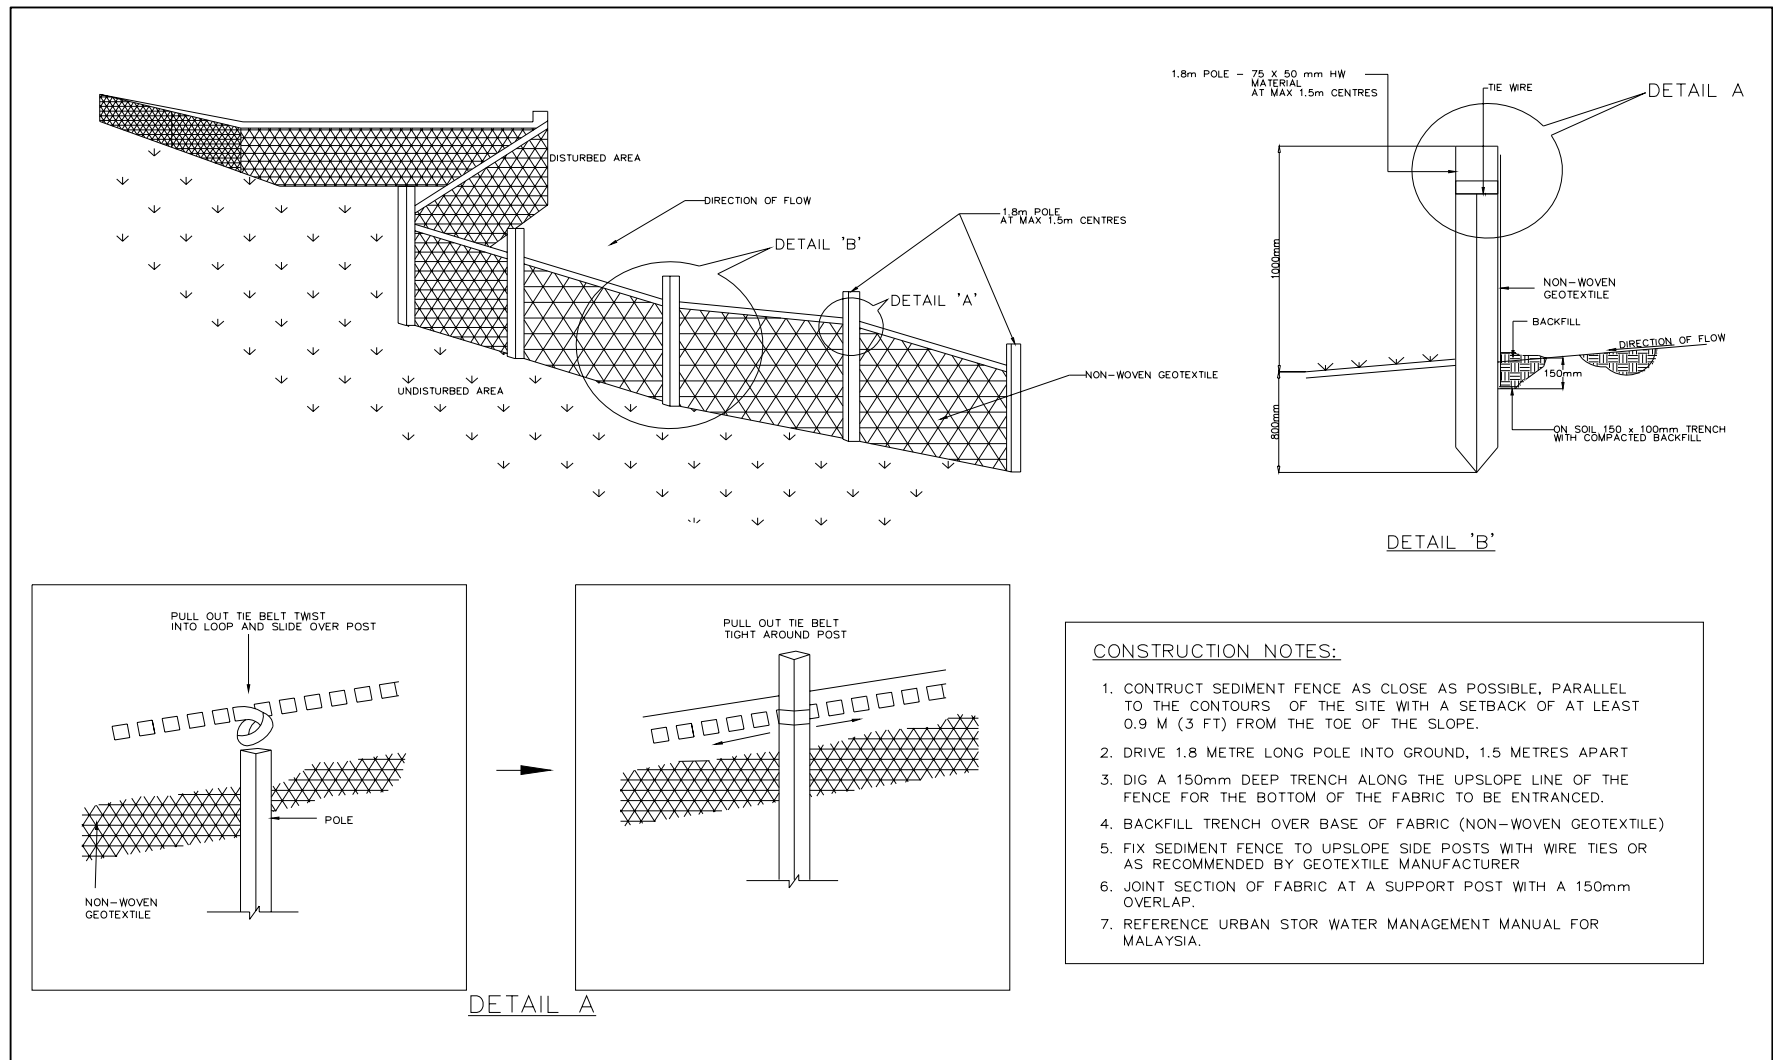 1.8m POLE - 75 X 50 mm HW
MATERIAL
AT MAX 1.5m CENTRES
TIE WIRE
DETAIL A
DISTURBED AREA
DIRECTION OF FLOW
1.8m POLE
AT MAX 1.5m CENTRES
DETAIL 'B'
DETAIL 'A'
NON-WOVEN GEOTEXTILE
UNDISTURBED AREA
1000mm
NON-WOVEN
GEOTEXTILE
BACKFILL
DIRECTION OF FLOW
150mm
800mm
ON SOIL 150 x 100mm TRENCH
WITH COMPACTED BACKFILL
DETAIL 'B'
PULL OUT TIE BELT TWIST
INTO LOOP AND SLIDE OVER POST
POLE
NON-WOVEN
GEOTEXTILE
PULL OUT TIE BELT
TIGHT AROUND POST
DETAIL A
CONSTRUCTION NOTES:
1. CONTRUCT SEDIMENT FENCE AS CLOSE AS POSSIBLE, PARALLEL
TO THE CONTOURS OF THE SITE WITH A SETBACK OF AT LEAST
0.9 M (3 FT) FROM THE TOE OF THE SLOPE.
2. DRIVE 1.8 METRE LONG POLE INTO GROUND, 1.5 METRES APART
3. DIG A 150mm DEEP TRENCH ALONG THE UPSLOPE LINE OF THE
FENCE FOR THE BOTTOM OF THE FABRIC TO BE ENTRANCED.
4. BACKFILL TRENCH OVER BASE OF FABRIC (NON-WOVEN GEOTEXTILE)
5. FIX SEDIMENT FENCE TO UPSLOPE SIDE POSTS WITH WIRE TIES OR
AS RECOMMENDED BY GEOTEXTILE MANUFACTURER
6. JOINT SECTION OF FABRIC AT A SUPPORT POST WITH A 150mm
OVERLAP.
7. REFERENCE URBAN STOR WATER MANAGEMENT MANUAL FOR
MALAYSIA.